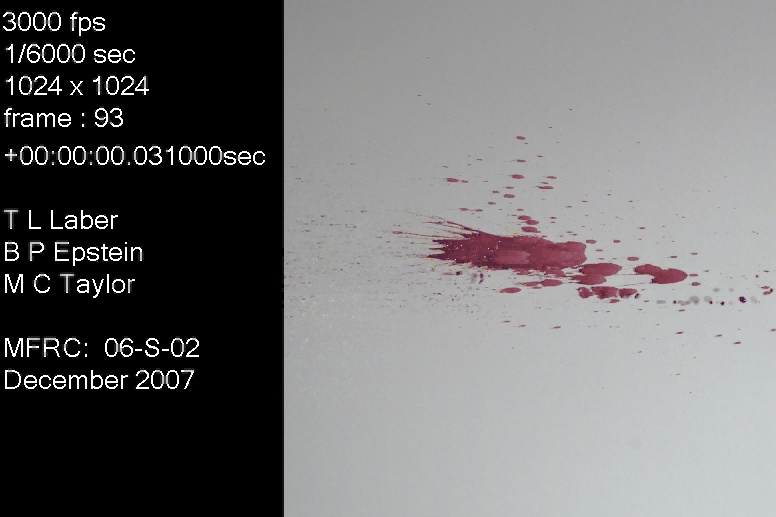 3000 fps
1/6000 sec
1024 x 1024
frame : 93
+00:00:00.031000sec
T L Laber
B P Epstein
M C Taylor
MFRC: 06-S-02
December 2007